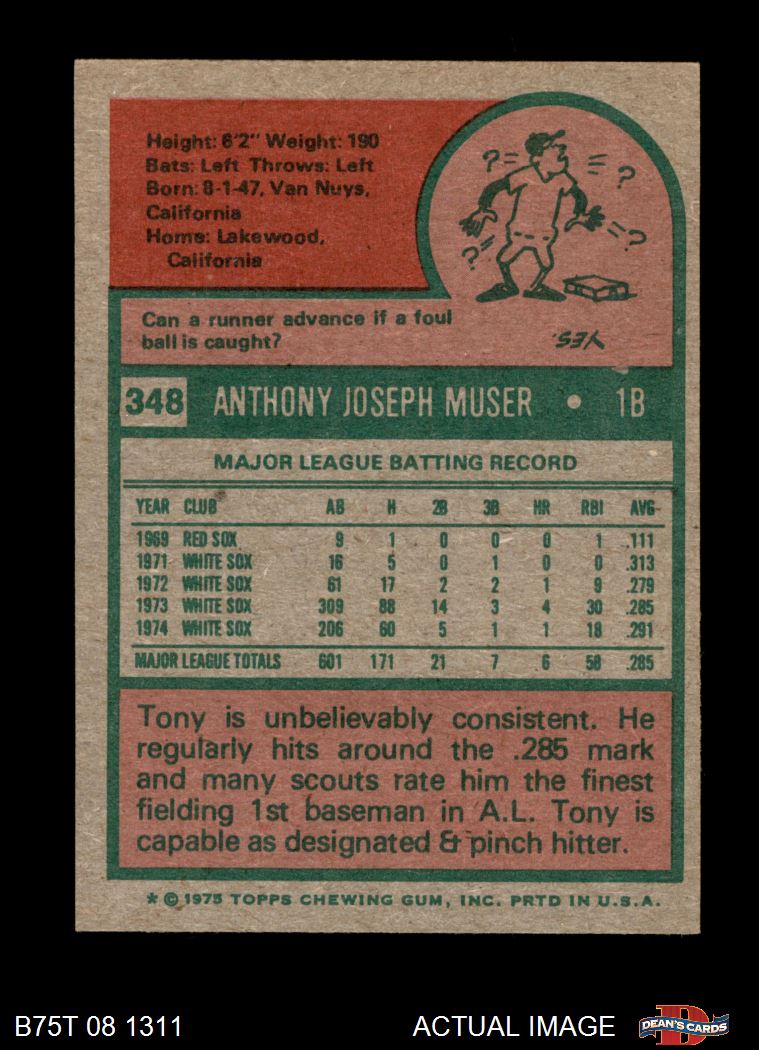 Height: 6'2" Weight: 190
Bats: Left Throws: Left
Born: 8-1-47, Van Nuys,
California
Home: Lakewood,
California
? ? ? ?
Can a runner advance if a foul
ball is caught?
YES.
348 ANTHONY JOSEPH MUSER • 1B
MAJOR LEAGUE BATTING RECORD
YEAR CLUB AB H 2B 3B HR RBI AVG
1969 RED SOX 9 1 0 0 0 1 .111
1971 WHITE SOX 16 5 0 1 0 0 .313
1972 WHITE SOX 61 17 2 2 1 9 .279
1973 WHITE SOX 309 88 14 3 4 30 .285
1974 WHITE SOX 206 60 5 1 1 18 .291
MAJOR LEAGUE TOTALS 601 171 21 7 6 58 .285
Tony is unbelievably consistent. He
regularly hits around the .285 mark
and many scouts rate him the finest
fielding 1st baseman in A.L. Tony is
capable as designated & pinch hitter.
* © 1975 TOPPS CHEWING GUM, INC. PRTD IN U.S.A.
B75T 08 1311 ACTUAL IMAGE D DEAN'S CARDS